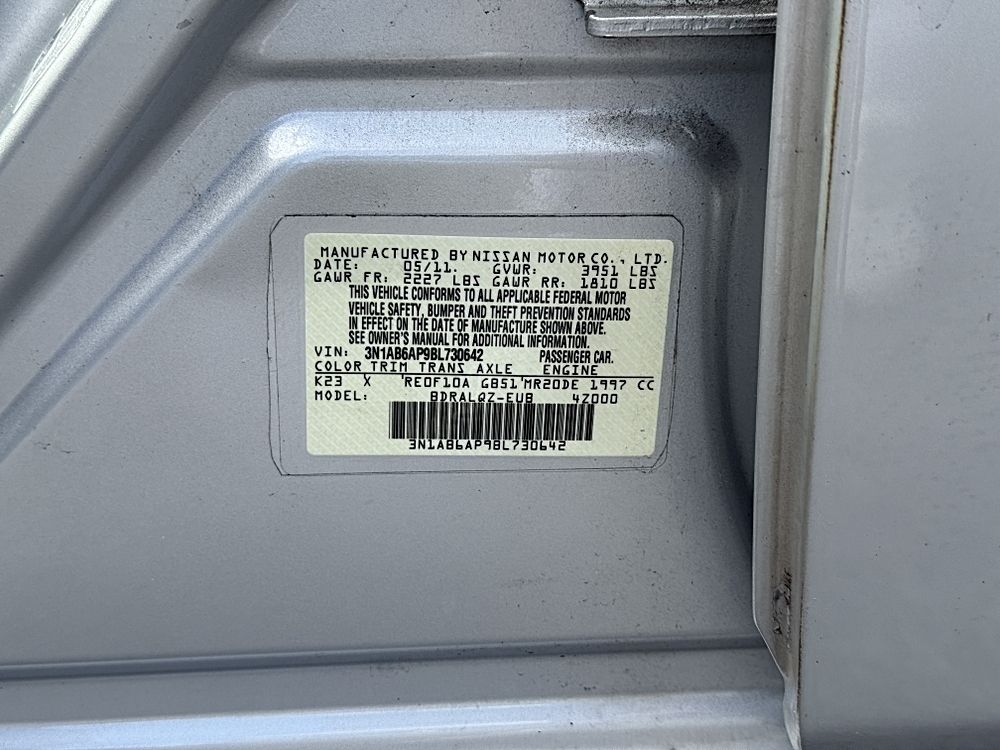 MANUFACTURED BY NISSAN MOTOR CO., LTD.
DATE: 05/11. GVWR: 3951 LBS
GAWR FR: 2227 LBS GAWR RR: 1810 LBS
THIS VEHICLE CONFORMS TO ALL APPLICABLE FEDERAL MOTOR
VEHICLE SAFETY, BUMPER AND THEFT PREVENTION STANDARDS
IN EFFECT ON THE DATE OF MANUFACTURE SHOWN ABOVE.
SEE OWNER'S MANUAL FOR ADDITIONAL INFORMATION.
VIN: 3N1AB6AP9BL730642 PASSENGER CAR.
COLOR TRIM TRANS AXLE ENGINE
K23 X 'RE0F10A GB51'MR20DE 1997 CC
MODEL: BDRALQZ-EUB 4Z000
3N1AB6AP9BL730642